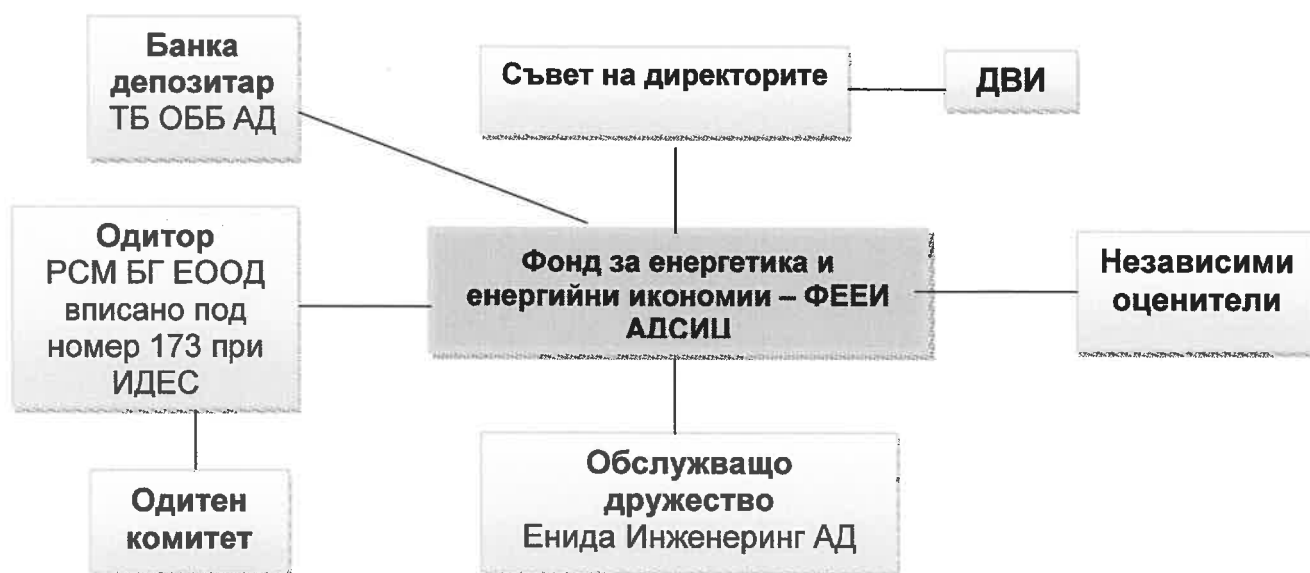 Банка
депозитар
ТБ ОББ АД
Съвет на директорите
ДВИ
Одитор
РСМ БГ ЕООД
вписано под
номер 173 при
ИДЕС
Фонд за енергетика и
енергийни икономии – ФЕЕИ
АДСИЦ
Независими
оценители
Одитен
комитет
Обслужващо
дружество
Енида Инженеринг АД